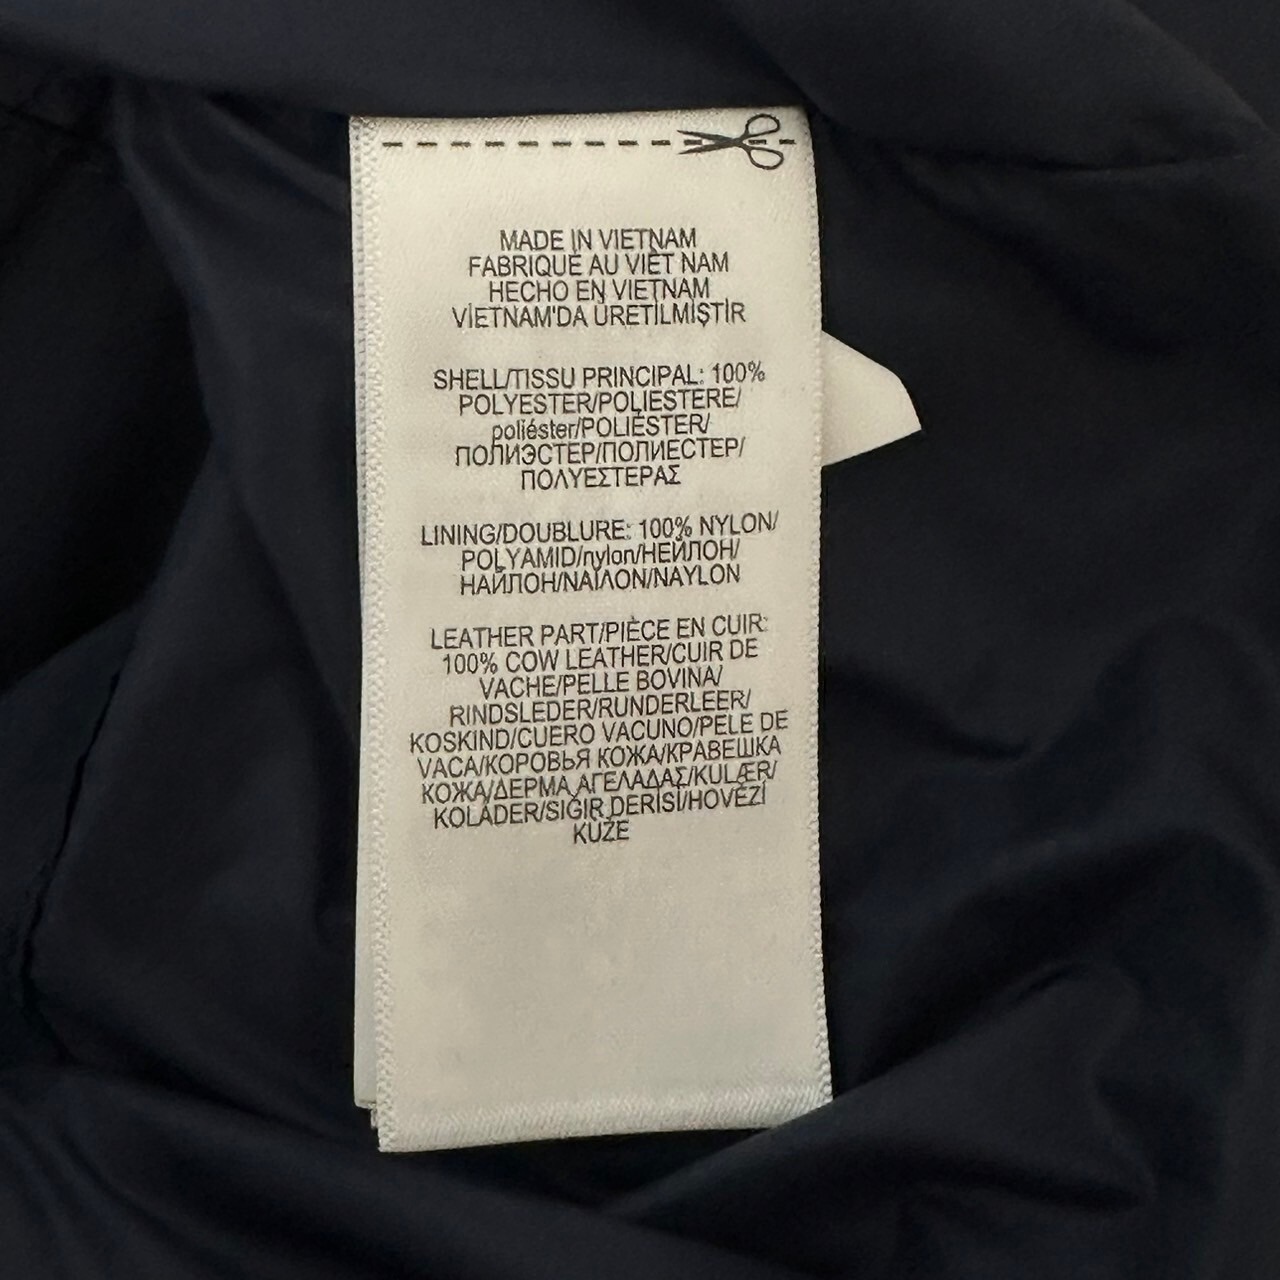 MADE IN VIETNAM
FABRIQUÉ AU VIÊT NAM
HECHO EN VIETNAM
VİETNAM'DA ÜRETİLMİŞTİR
SHELL/TISSU PRINCIPAL: 100%
POLYESTER/POLIESTERE/
poliéster/POLIÉSTER/
ПОЛИЭСТЕР/ПОЛИЕСТЕР/
ΠΟΛΥΕΣΤΕΡΑΣ
LINING/DOUBLURE: 100% NYLON/
POLYAMID/nylon/НЕЙЛОН/
НАЙЛОН/ΝΑΪΛΟΝ/NAYLON
LEATHER PART/PIÈCE EN CUIR:
100% COW LEATHER/CUIR DE
VACHE/PELLE BOVINA/
RINDSLEDER/RUNDERLEER/
KOSKIND/CUERO VACUNO/PELE DE
VACA/КОРОВЬЯ КОЖА/КРАВЕШКА
КОЖА/ΔΕΡΜΑ ΑΓΕΛΑΔΑΣ/KULÆR/
KOLÄDER/SIĞIR DERİSİ/HOVĚZÍ
KŮŽE